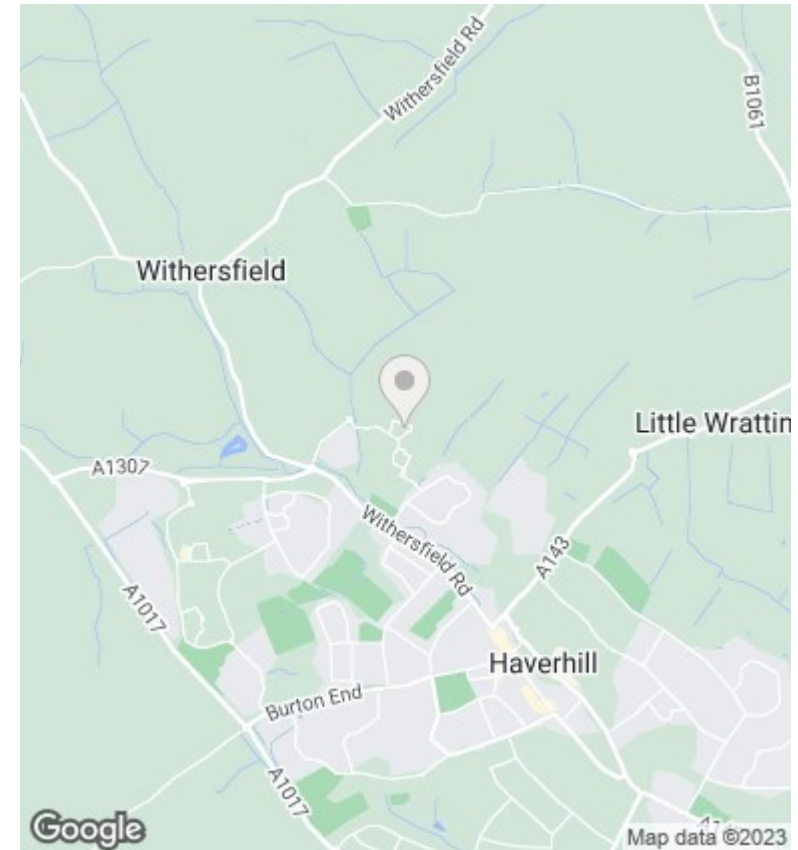 Withersfield Rd
B1061
Withersfield
Little Wrattin
A1307
Withersfield Rd
A143
A1017
Haverhill
Burton End
A1017
Google
Map data ©2023